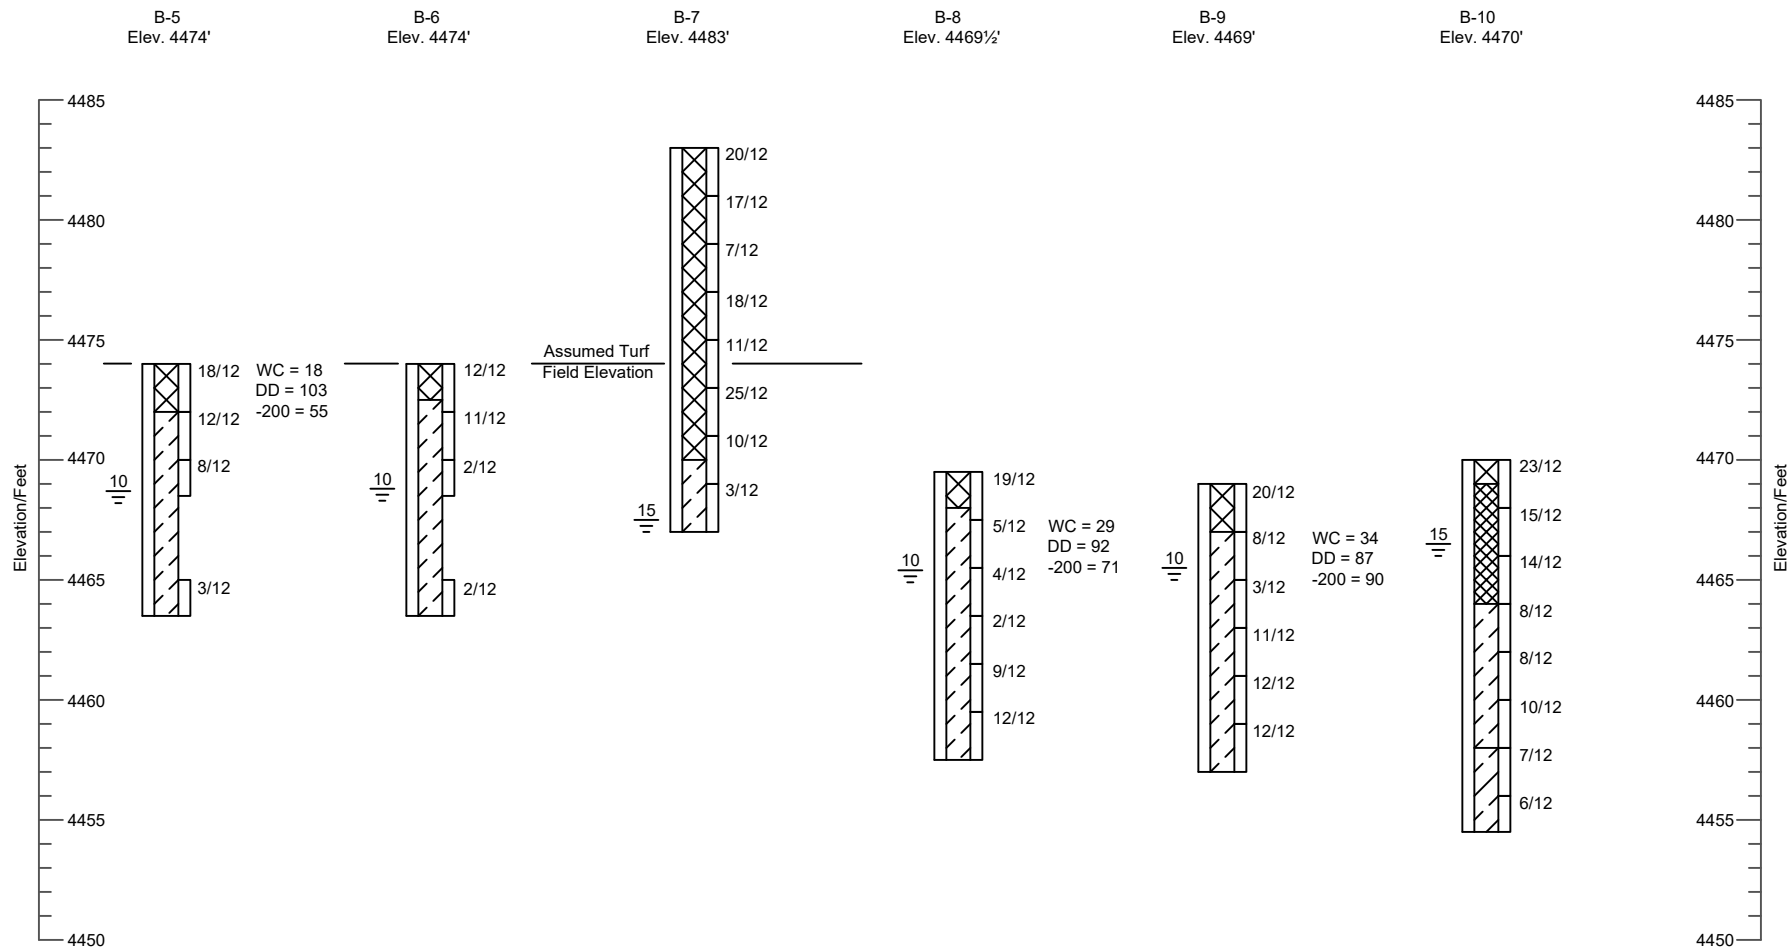 B-5
Elev. 4474'
B-6
Elev. 4474'
B-7
Elev. 4483'
B-8
Elev. 4469½'
B-9
Elev. 4469'
B-10
Elev. 4470'
Elevation/Feet
4485
4480
4475
4470
4465
4460
4455
4450
18/12
12/12
8/12
3/12
WC = 18
DD = 103
-200 = 55
10
12/12
11/12
2/12
2/12
10
Assumed Turf
Field Elevation
20/12
17/12
7/12
18/12
11/12
25/12
10/12
3/12
15
19/12
5/12
4/12
2/12
9/12
12/12
WC = 29
DD = 92
-200 = 71
10
20/12
8/12
3/12
11/12
12/12
12/12
WC = 34
DD = 87
-200 = 90
10
23/12
15/12
14/12
8/12
8/12
10/12
7/12
6/12
15
4485
4480
4475
4470
4465
4460
4455
4450
Elevation/Feet